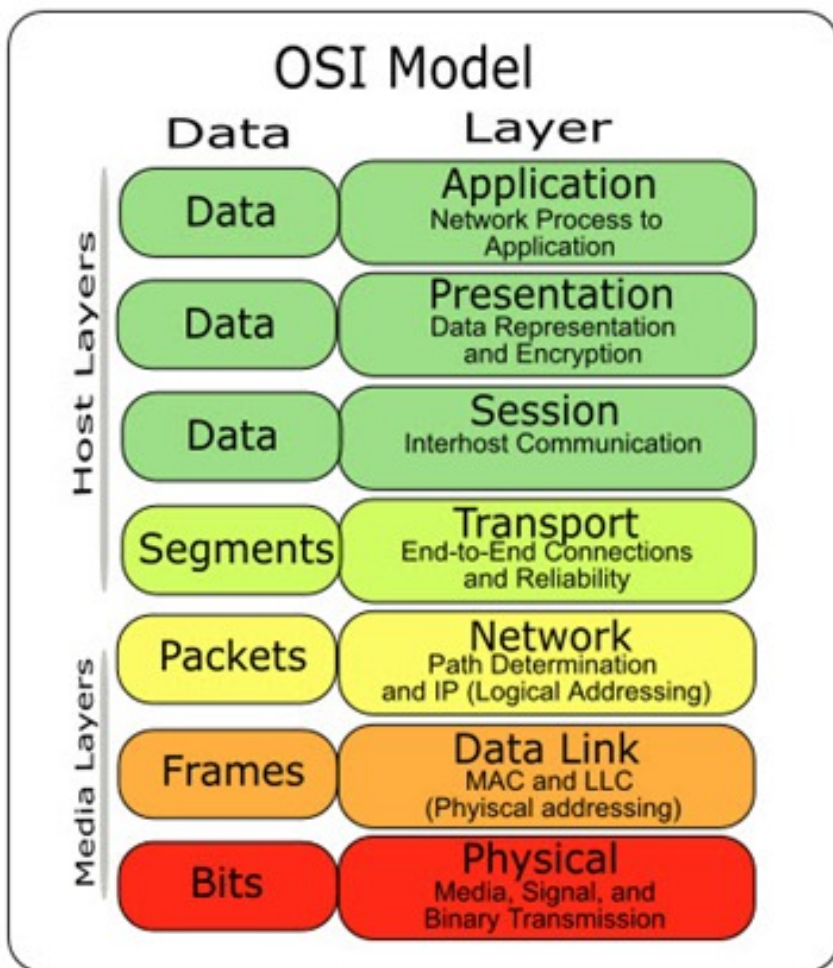 OSI Model
Data Layer
Host Layers
Data
Application
Network Process to
Application
Data
Presentation
Data Representation
and Encryption
Data
Session
Interhost Communication
Segments
Transport
End-to-End Connections
and Reliability
Media Layers
Packets
Network
Path Determination
and IP (Logical Addressing)
Frames
Data Link
MAC and LLC
(Phyiscal addressing)
Bits
Physical
Media, Signal, and
Binary Transmission